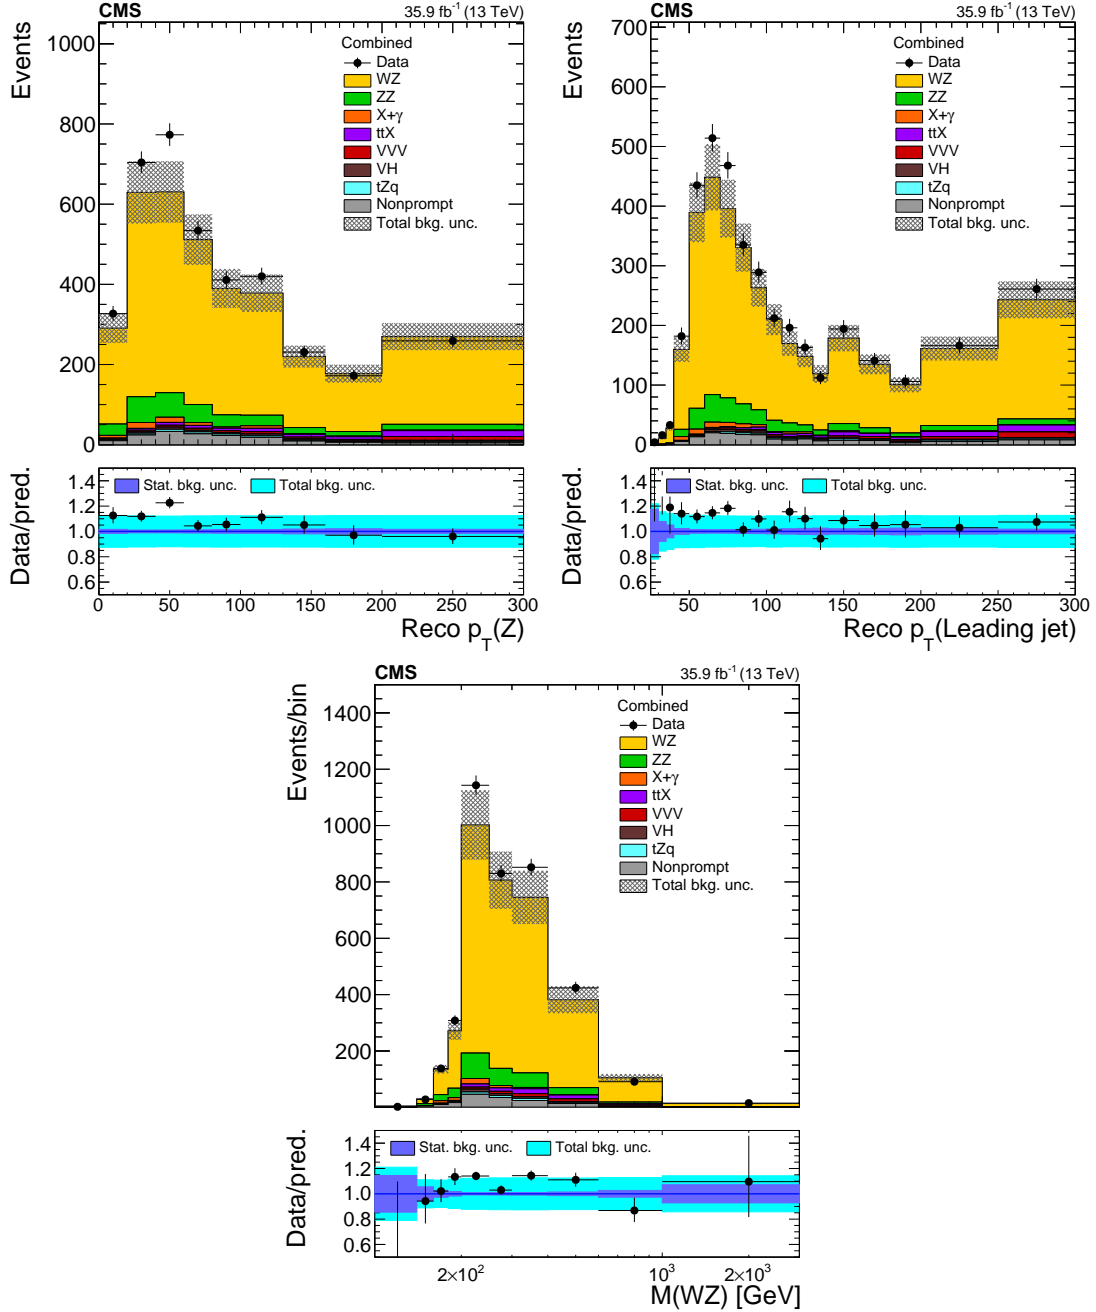 CMS 35.9 fb⁻¹ (13 TeV)
Events
1000
800
600
400
200
0
Combined
Data
WZ
ZZ
X+γ
ttX
VVV
VH
tZq
Nonprompt
Total bkg. unc.
Data/pred.
1.4
1.2
1.0
0.8
0.6
Stat. bkg. unc. Total bkg. unc.
0 50 100 150 200 250 300
Reco p_T(Z)
CMS 35.9 fb⁻¹ (13 TeV)
Events
700
600
500
400
300
200
100
0
Combined
Data
WZ
ZZ
X+γ
ttX
VVV
VH
tZq
Nonprompt
Total bkg. unc.
Data/pred.
1.4
1.2
1.0
0.8
0.6
Stat. bkg. unc. Total bkg. unc.
50 100 150 200 250 300
Reco p_T(Leading jet)
CMS 35.9 fb⁻¹ (13 TeV)
Events/bin
1400
1200
1000
800
600
400
200
Combined
Data
WZ
ZZ
X+γ
ttX
VVV
VH
tZq
Nonprompt
Total bkg. unc.
Data/pred.
1.4
1.2
1.0
0.8
0.6
Stat. bkg. unc. Total bkg. unc.
2×10² 10³ 2×10³
M(WZ) [GeV]